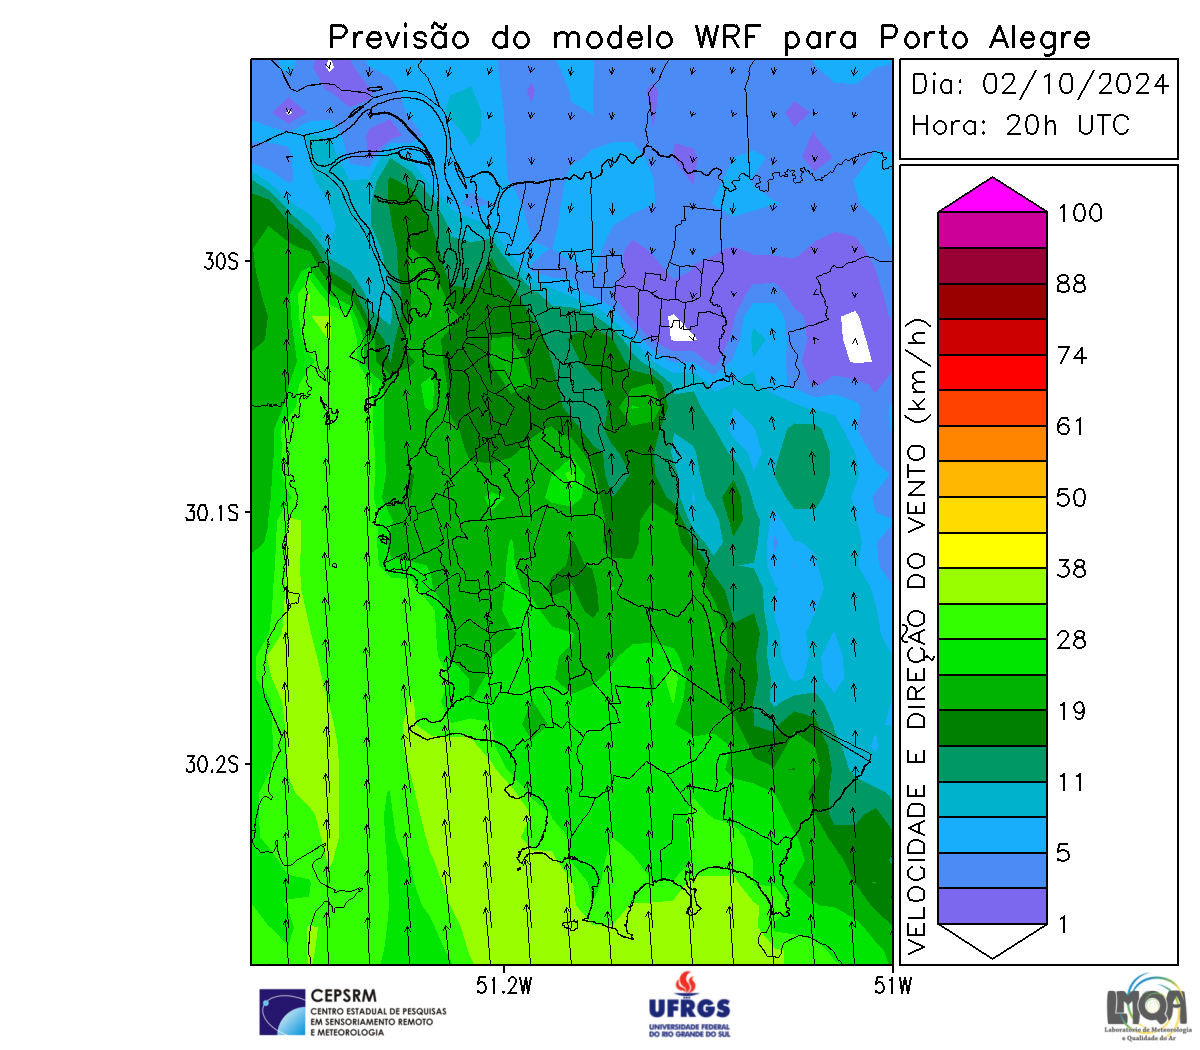 Previsão do modelo WRF para Porto Alegre
Dia: 02/10/2024
Hora: 20h UTC
100
88
74
61
50
38
28
19
11
5
1
VELOCIDADE E DIREÇÃO DO VENTO (km/h)
30S
30.1S
30.2S
51.2W
51W
CEPSRM
CENTRO ESTADUAL DE PESQUISAS
EM SENSORIAMENTO REMOTO
E METEOROLOGIA
UFRGS
UNIVERSIDADE FEDERAL
DO RIO GRANDE DO SUL
LMQA
Laboratório de Meteorologia
e Qualidade do Ar